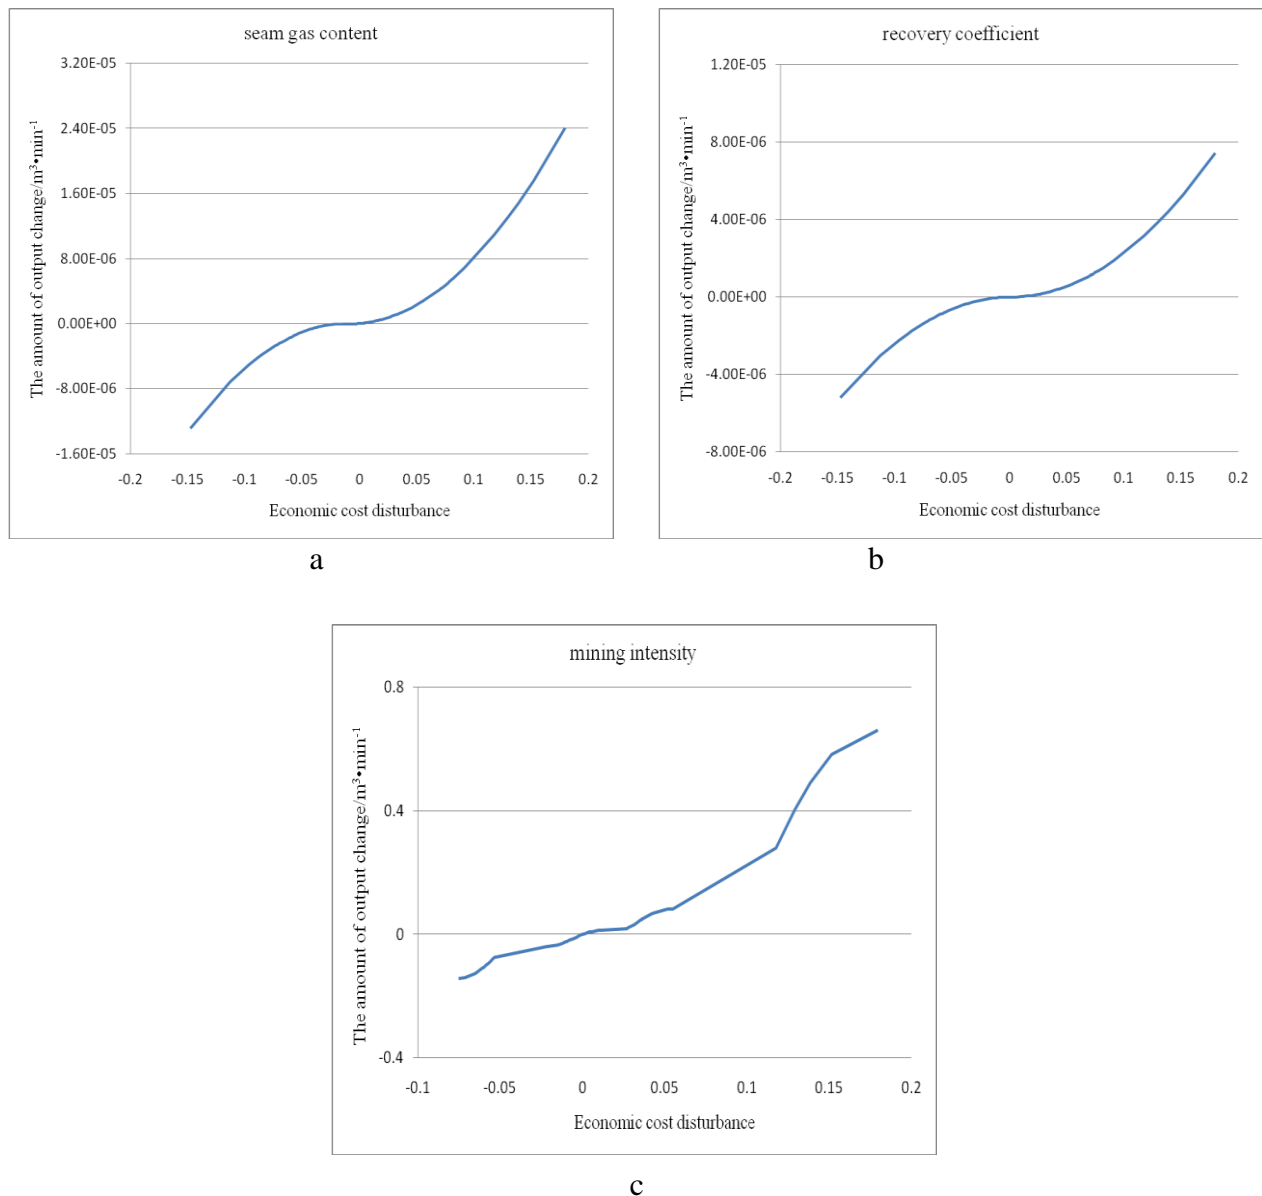 seam gas content
3.20E-05
2.40E-05
1.60E-05
8.00E-06
0.00E+00
-8.00E-06
-1.60E-05
-0.2 -0.15 -0.1 -0.05 0 0.05 0.1 0.15 0.2
The amount of output change/m³•min⁻¹
Economic cost disturbance
a
recovery coefficient
1.20E-05
8.00E-06
4.00E-06
0.00E+00
-4.00E-06
-8.00E-06
-0.2 -0.15 -0.1 -0.05 0 0.05 0.1 0.15 0.2
The amount of output change/m³•min⁻¹
Economic cost disturbance
b
mining intensity
0.8
0.4
0
-0.4
-0.1 -0.05 0 0.05 0.1 0.15 0.2
The amount of output change/m³•min⁻¹
Economic cost disturbance
c